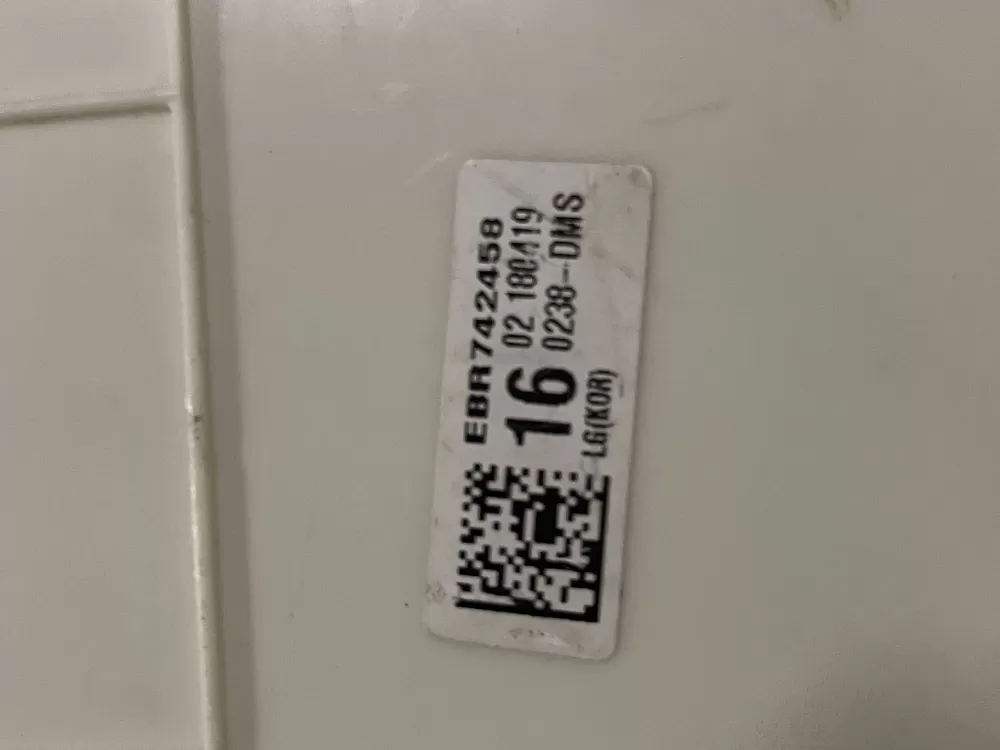 EBR742458
16 02 180419
0238-DMS
LG(KOR)